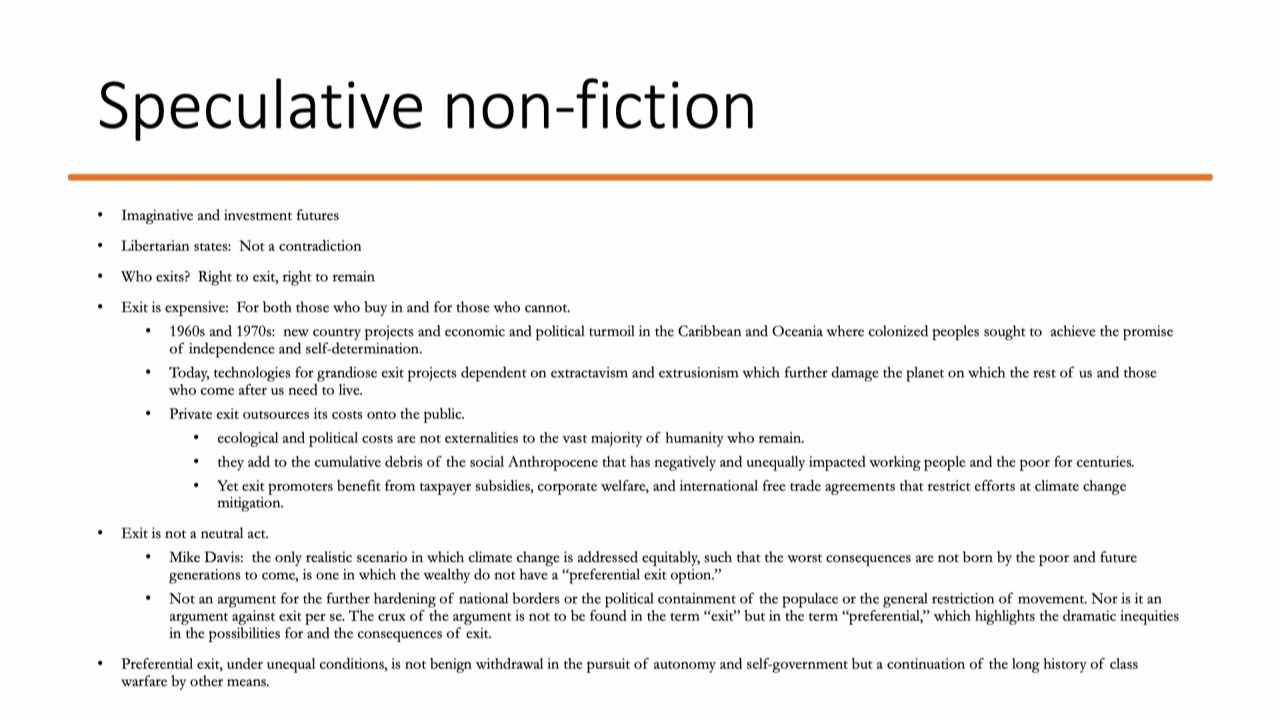 Speculative non-fiction
• Imaginative and investment futures
• Libertarian states:  Not a contradiction
• Who exits?  Right to exit, right to remain
• Exit is expensive:  For both those who buy in and for those who cannot.
• 1960s and 1970s:  new country projects and economic and political turmoil in the Caribbean and Oceania where colonized peoples sought to  achieve the promise
of independence and self-determination.
• Today, technologies for grandiose exit projects dependent on extractavism and extrusionism which further damage the planet on which the rest of us and those
who come after us need to live.
• Private exit outsources its costs onto the public.
• ecological and political costs are not externalities to the vast majority of humanity who remain.
• they add to the cumulative debris of the social Anthropocene that has negatively and unequally impacted working people and the poor for centuries.
• Yet exit promoters benefit from taxpayer subsidies, corporate welfare, and international free trade agreements that restrict efforts at climate change
mitigation.
• Exit is not a neutral act.
• Mike Davis:  the only realistic scenario in which climate change is addressed equitably, such that the worst consequences are not born by the poor and future
generations to come, is one in which the wealthy do not have a “preferential exit option.”
• Not an argument for the further hardening of national borders or the political containment of the populace or the general restriction of movement. Nor is it an
argument against exit per se. The crux of the argument is not to be found in the term “exit” but in the term “preferential,” which highlights the dramatic inequities
in the possibilities for and the consequences of exit.
• Preferential exit, under unequal conditions, is not benign withdrawal in the pursuit of autonomy and self-government but a continuation of the long history of class
warfare by other means.